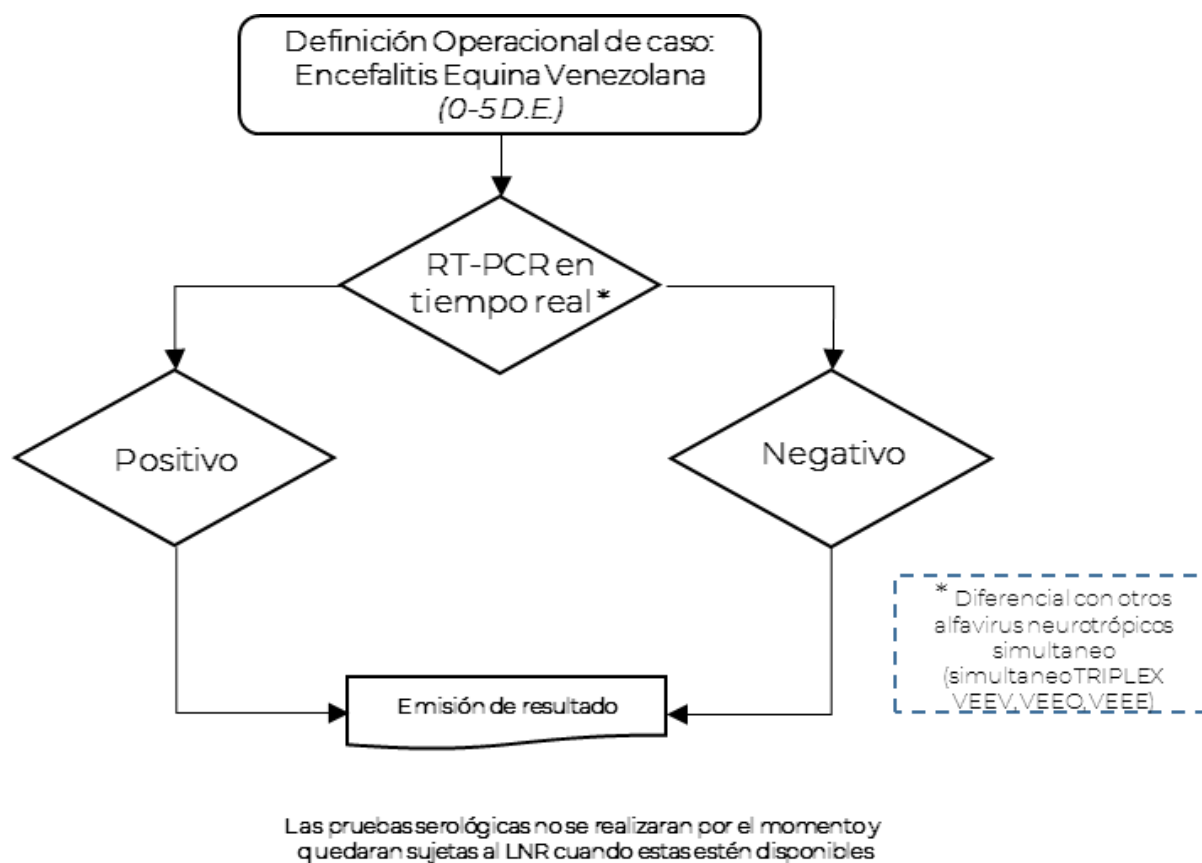 Definición Operacional de caso:
Encefalitis Equina Venezolana
(0-5 D.E.)
RT-PCR en
tiempo real *
Positivo
Negativo
* Diferencial con otros
alfavirus neurotrópicos
simultaneo
(simultaneo TRIPLEX
VEEV, VEEO, VEEE)
Emisión de resultado
Las pruebas serológicas no se realizaran por el momento y
quedaran sujetas al LNR cuando estas estén disponibles